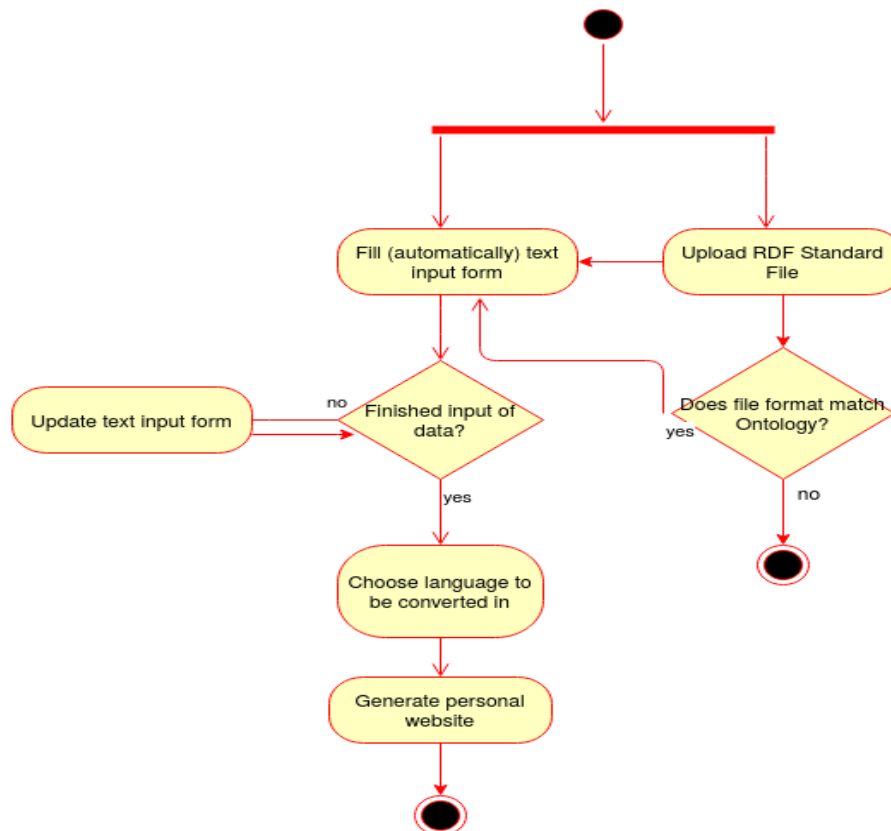 Fill (automatically) text
input form
Upload RDF Standard
File
no
Update text input form
Finished input of
data?
Does file format match
Ontology?
yes
yes
no
Choose language to
be converted in
Generate personal
website